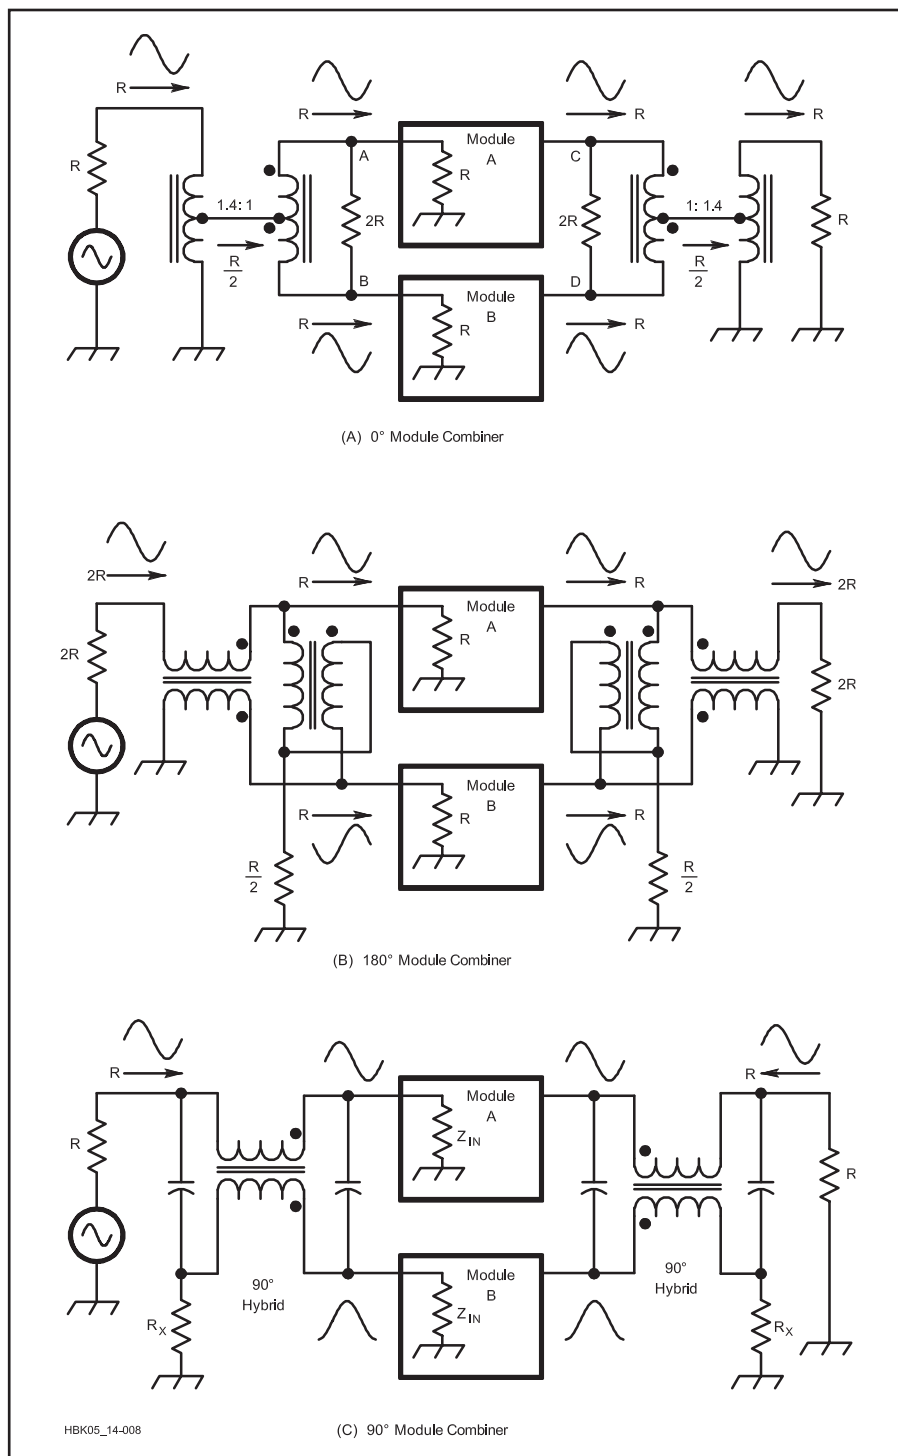 R
R
R
R
R
A
Module
A
C
R
2R
2R
R
1.4: 1
1: 1.4
R
2
R
2
B
Module
B
D
R
R
R
(A) 0° Module Combiner
2R
R
R
2R
Module
A
2R
R
2R
Module
B
R
R
R
R
2
R
2
(B) 180° Module Combiner
R
R
Module
A
R
Z IN
R
90°
Hybrid
Module
B
90°
Hybrid
R X
Z IN
R X
HBK05_14-008
(C) 90° Module Combiner